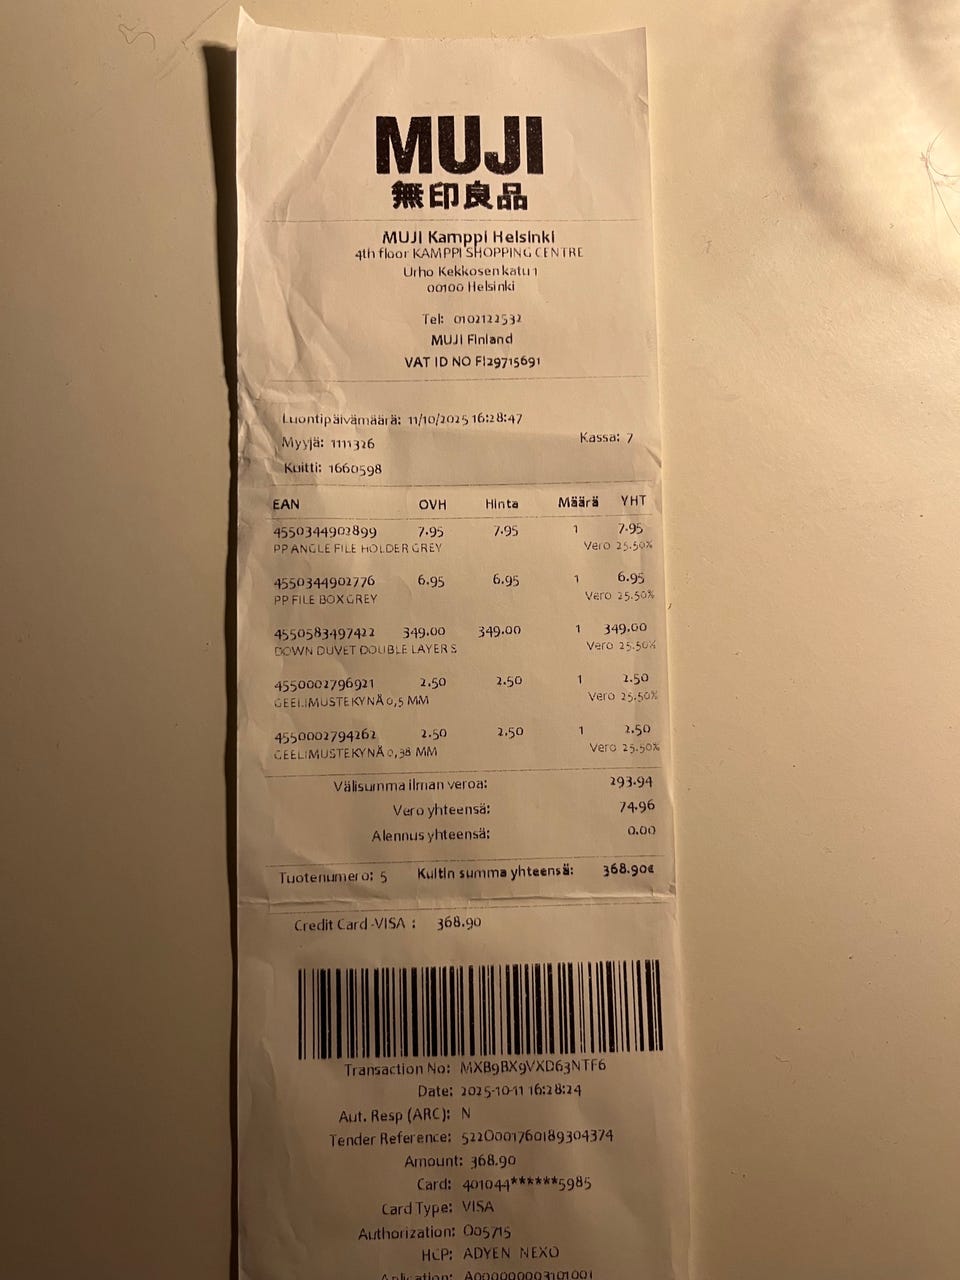 MUJI
無印良品
MUJI Kamppi Helsinki
4th floor KAMPPI SHOPPING CENTRE
Urho Kekkosen katu 1
00100 Helsinki
Tel: 0102122532
MUJI Finland
VAT ID NO FI29715691
Luontipäivämäärä: 11/10/2025 16:28:47
Myyjä: 1111326 Kassa: 7
Kuitti: 1660598
EAN OVH Hinta Määrä YHT
4550344902899 7.95 7.95 1 7.95
PP ANGLE FILE HOLDER GREY Vero 25.50%
4550344902776 6.95 6.95 1 6.95
PP FILE BOX GREY Vero 25.50%
4550583497422 349.00 349.00 1 349.00
DOWN DUVET DOUBLE LAYER S Vero 25.50%
4550002796921 2.50 2.50 1 2.50
GEELIMUSTEKYNÄ 0,5 MM Vero 25.50%
4550002794262 2.50 2.50 1 2.50
GEELIMUSTEKYNÄ 0,38 MM Vero 25.50%
Välisumma ilman veroa: 293.94
Vero yhteensä: 74.96
Alennus yhteensä: 0.00
Tuotenumero: 5 Kuitin summa yhteensä: 368.90€
Credit Card -VISA : 368.90
Transaction No: MXB9BX9VXD63NTF6
Date: 2025-10-11 16:28:24
Aut. Resp (ARC): N
Tender Reference: 522O001760189304374
Amount: 368.90
Card: 401044******5985
Card Type: VISA
Authorization: 005715
HCP: ADYEN NEXO
Aplication: A0000000031010001